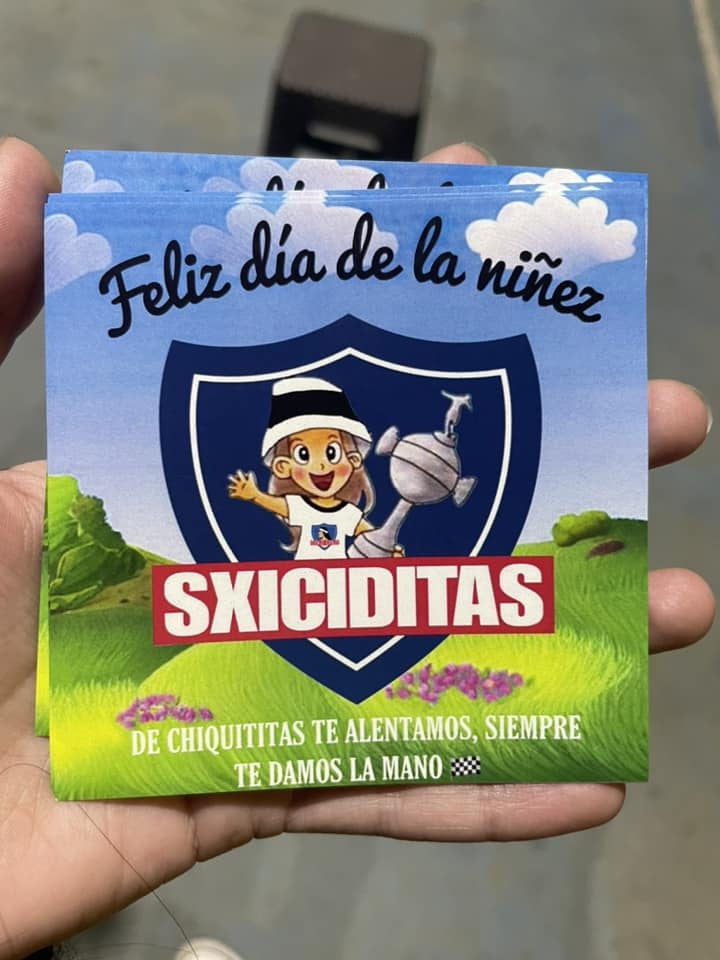 Feliz día de la niñez
SXICIDITAS
DE CHIQUITITAS TE ALENTAMOS, SIEMPRE
TE DAMOS LA MANO